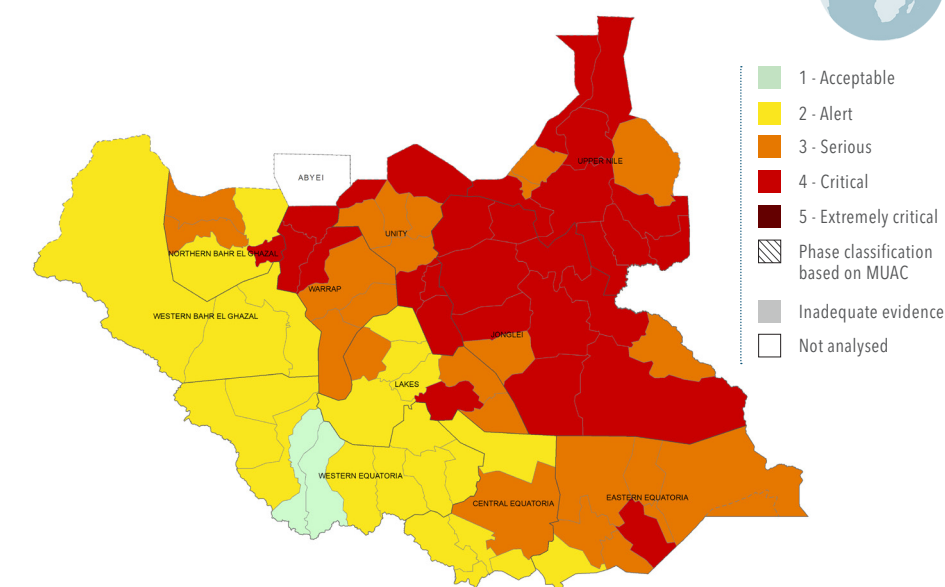 1 - Acceptable
2 - Alert
3 - Serious
4 - Critical
5 - Extremely critical
Phase classification
based on MUAC
Inadequate evidence
Not analysed
UPPER NILE
ABYEI
UNITY
NORTHERN BAHR EL GHAZAL
WARRAP
WESTERN BAHR EL GHAZAL
JONGLEI
LAKES
WESTERN EQUATORIA
EASTERN EQUATORIA
CENTRAL EQUATORIA